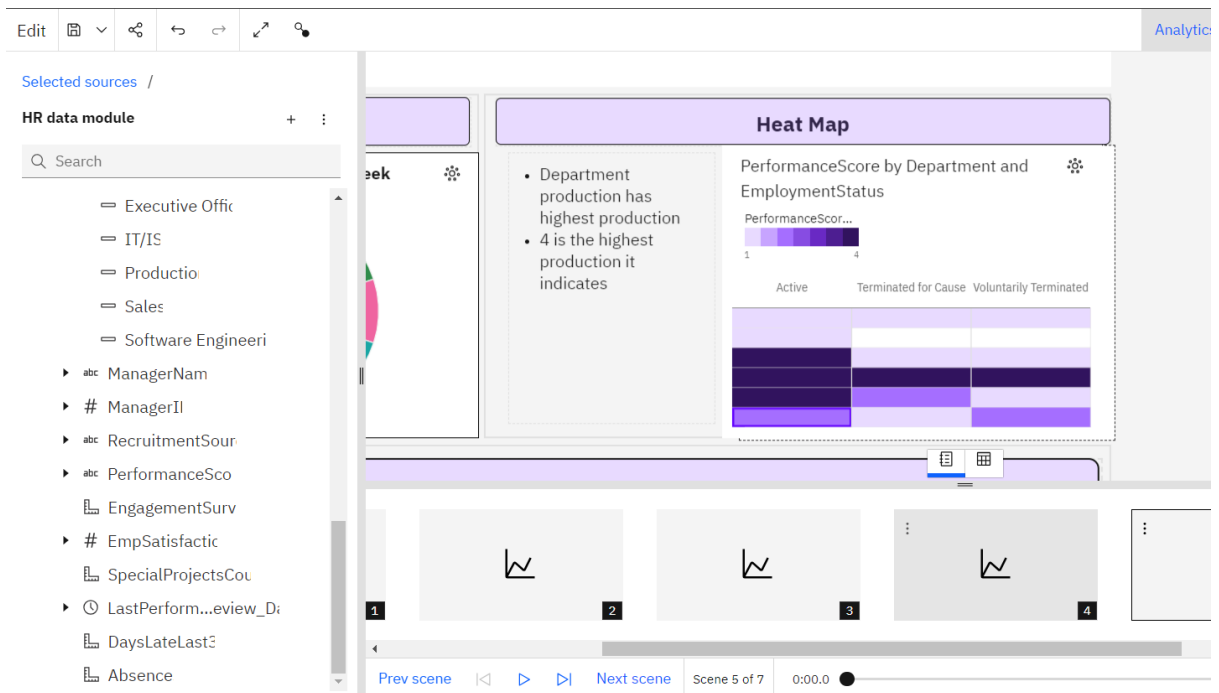 Edit
Analytics
Selected sources /
HR data module
Search
Executive Offic
IT/IS
Productio
Sales
Software Engineeri
abc ManagerNam
# ManagerII
abc RecruitmentSour
abc PerformanceSco
EngagementSurv
# EmpSatisfactic
SpecialProjectsCou
LastPerform...eview_Da
DaysLateLast3
Absence
eek
Heat Map
• Department
production has
highest production
• 4 is the highest
production it
indicates
PerformanceScore by Department and
EmploymentStatus
PerformanceScor...
1 4
Active Terminated for Cause Voluntarily Terminated
1 2 3 4
Prev scene Next scene Scene 5 of 7 0:00.0